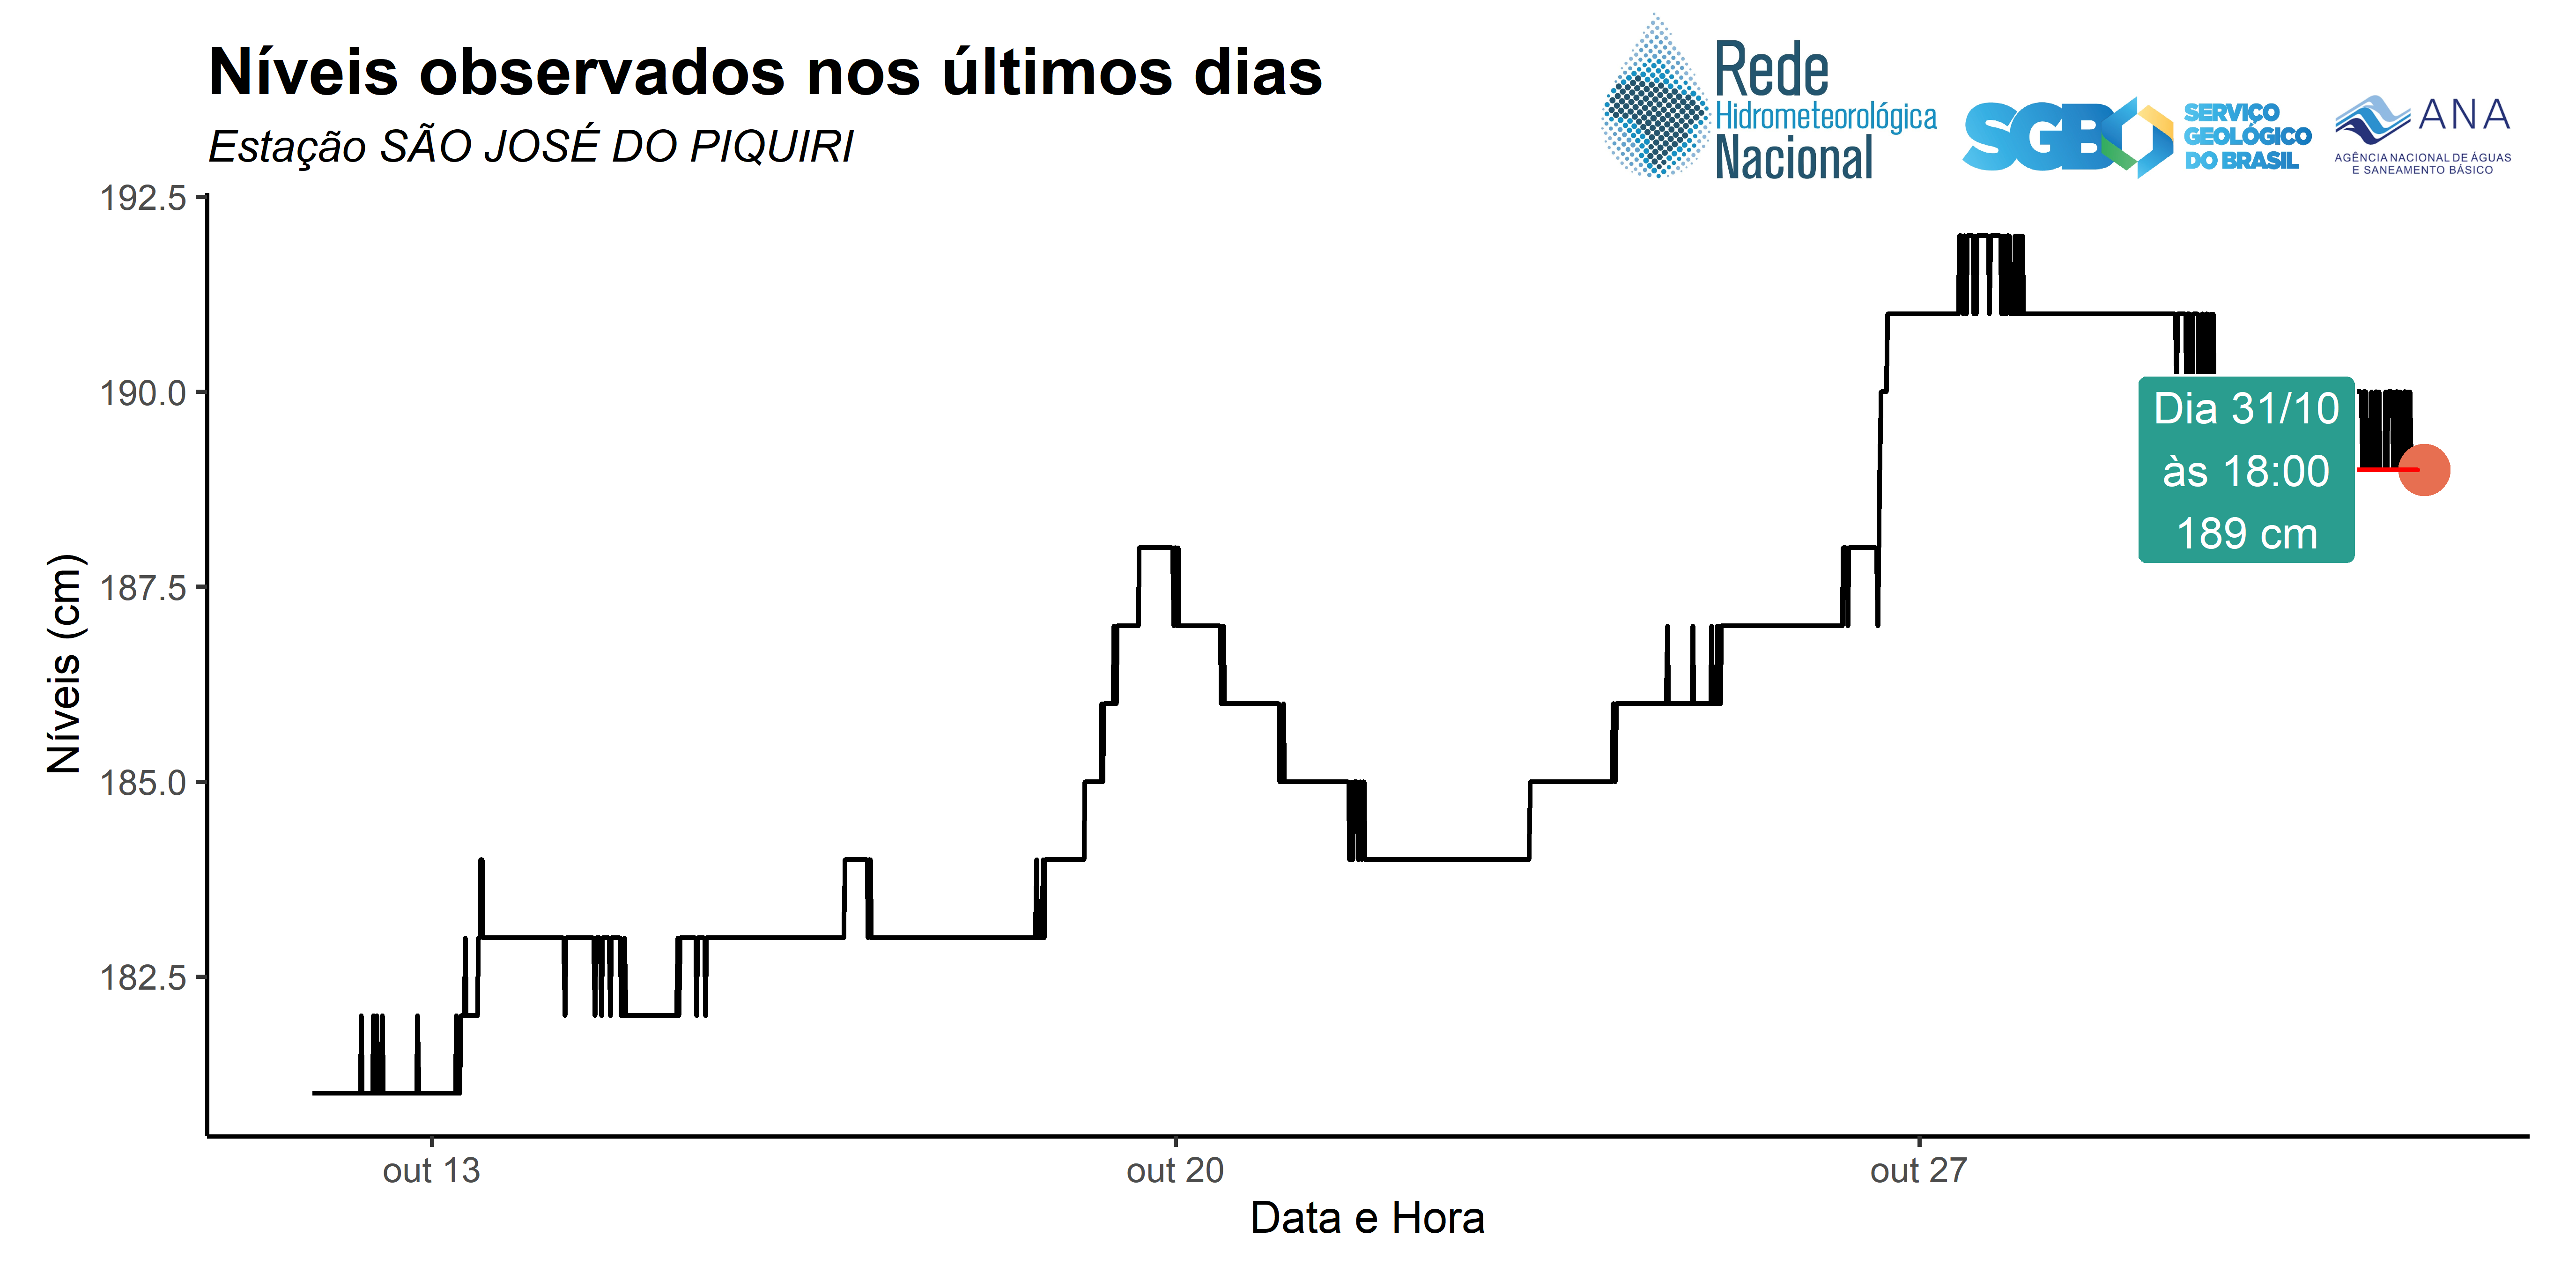 Níveis observados nos últimos dias
Estação SÃO JOSÉ DO PIQUIRI
Rede
Hidrometeorológica
Nacional
SGB
SERVIÇO
GEOLÓGICO
DO BRASIL
ANA
AGÊNCIA NACIONAL DE ÁGUAS
E SANEAMENTO BÁSICO
192.5
190.0
187.5
185.0
182.5
Níveis (cm)
Dia 31/10
às 18:00
189 cm
out 13
out 20
out 27
Data e Hora